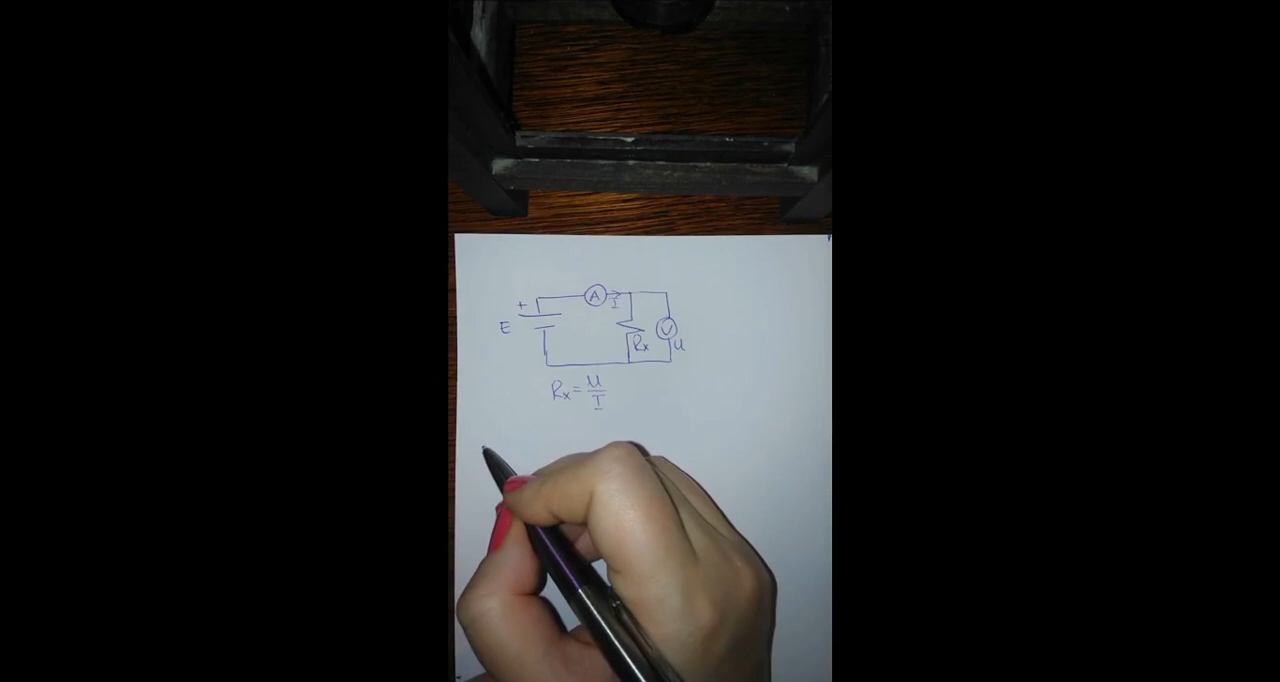 +
A
I
E
V
Rx
U
Rx = U/I